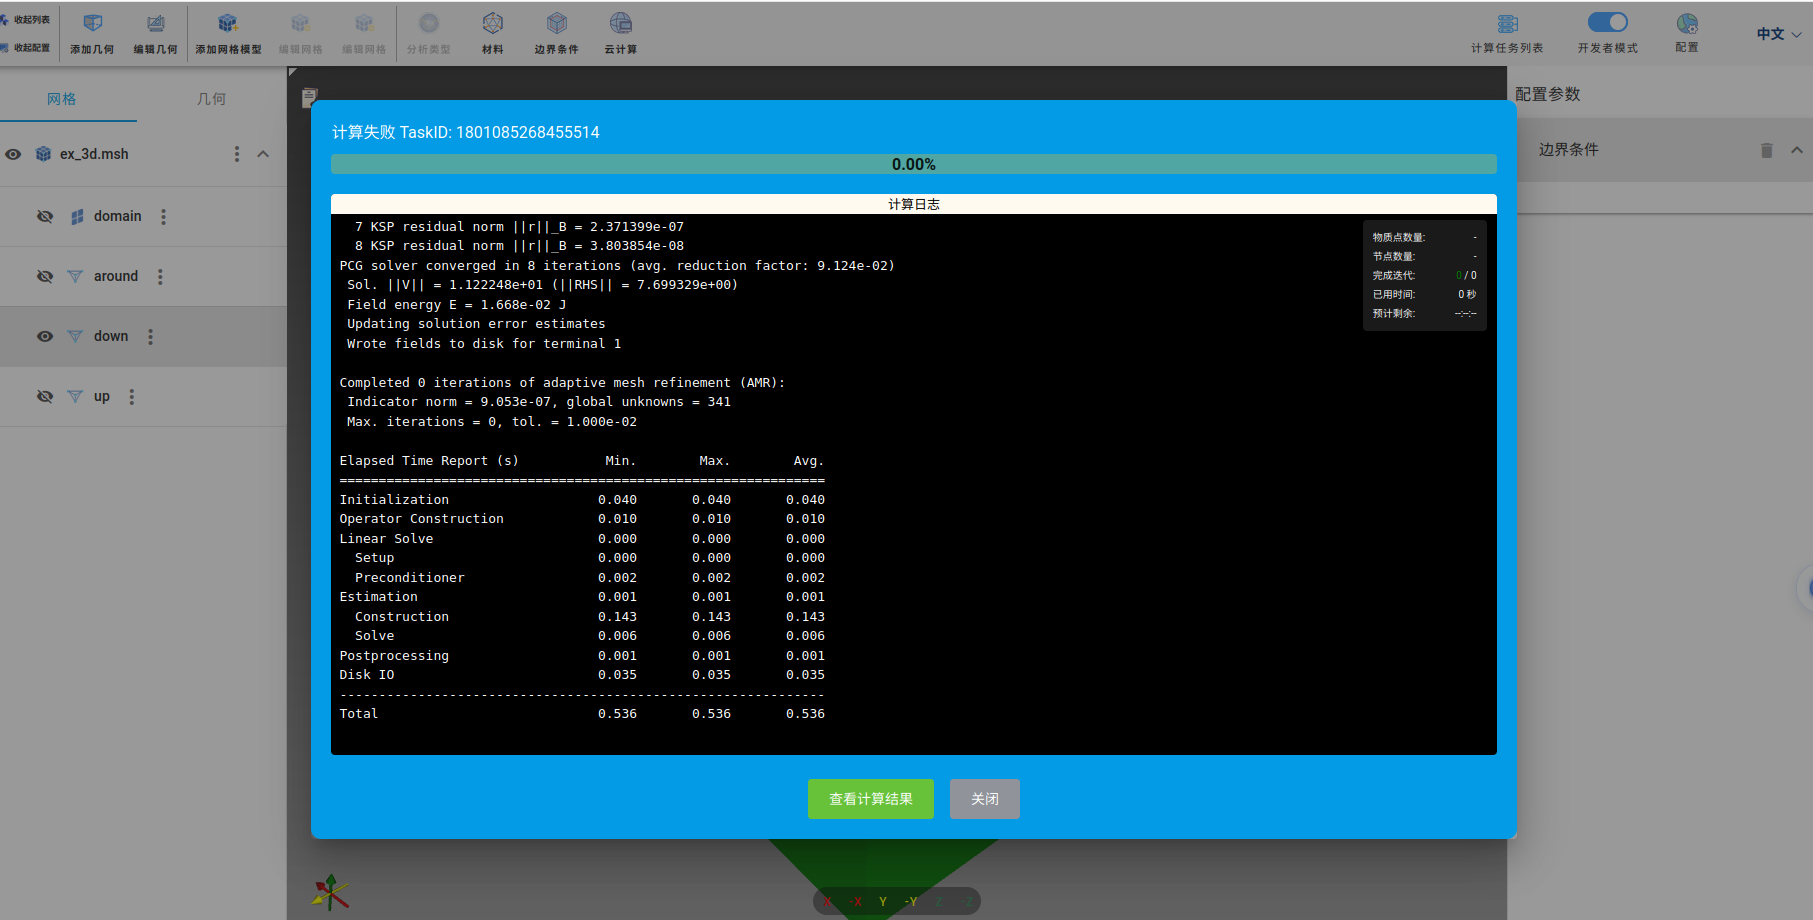 收起列表
收起配置
添加几何
编辑几何
添加网格模型
编辑网格
编辑网格
分析类型
材料
边界条件
云计算
计算任务列表
开发者模式
配置
中文
网格
几何
ex_3d.msh
domain
around
down
up
配置参数
边界条件
计算失败 TaskID: 1801085268455514
0.00%
计算日志
7 KSP residual norm ||r||_B = 2.371399e-07
8 KSP residual norm ||r||_B = 3.803854e-08
PCG solver converged in 8 iterations (avg. reduction factor: 9.124e-02)
Sol. ||V|| = 1.122248e+01 (||RHS|| = 7.699329e+00)
Field energy E = 1.668e-02 J
Updating solution error estimates
Wrote fields to disk for terminal 1
Completed 0 iterations of adaptive mesh refinement (AMR):
Indicator norm = 9.053e-07, global unknowns = 341
Max. iterations = 0, tol. = 1.000e-02
Elapsed Time Report (s) Min. Max. Avg.
==============================================================
Initialization 0.040 0.040 0.040
Operator Construction 0.010 0.010 0.010
Linear Solve 0.000 0.000 0.000
Setup 0.000 0.000 0.000
Preconditioner 0.002 0.002 0.002
Estimation 0.001 0.001 0.001
Construction 0.143 0.143 0.143
Solve 0.006 0.006 0.006
Postprocessing 0.001 0.001 0.001
Disk IO 0.035 0.035 0.035
--------------------------------------------------------------
Total 0.536 0.536 0.536
物质点数量: -
节点数量: -
完成迭代: 0 / 0
已用时间: 0 秒
预计剩余: --:--:--
查看计算结果
关闭
X -X Y -Y Z -Z